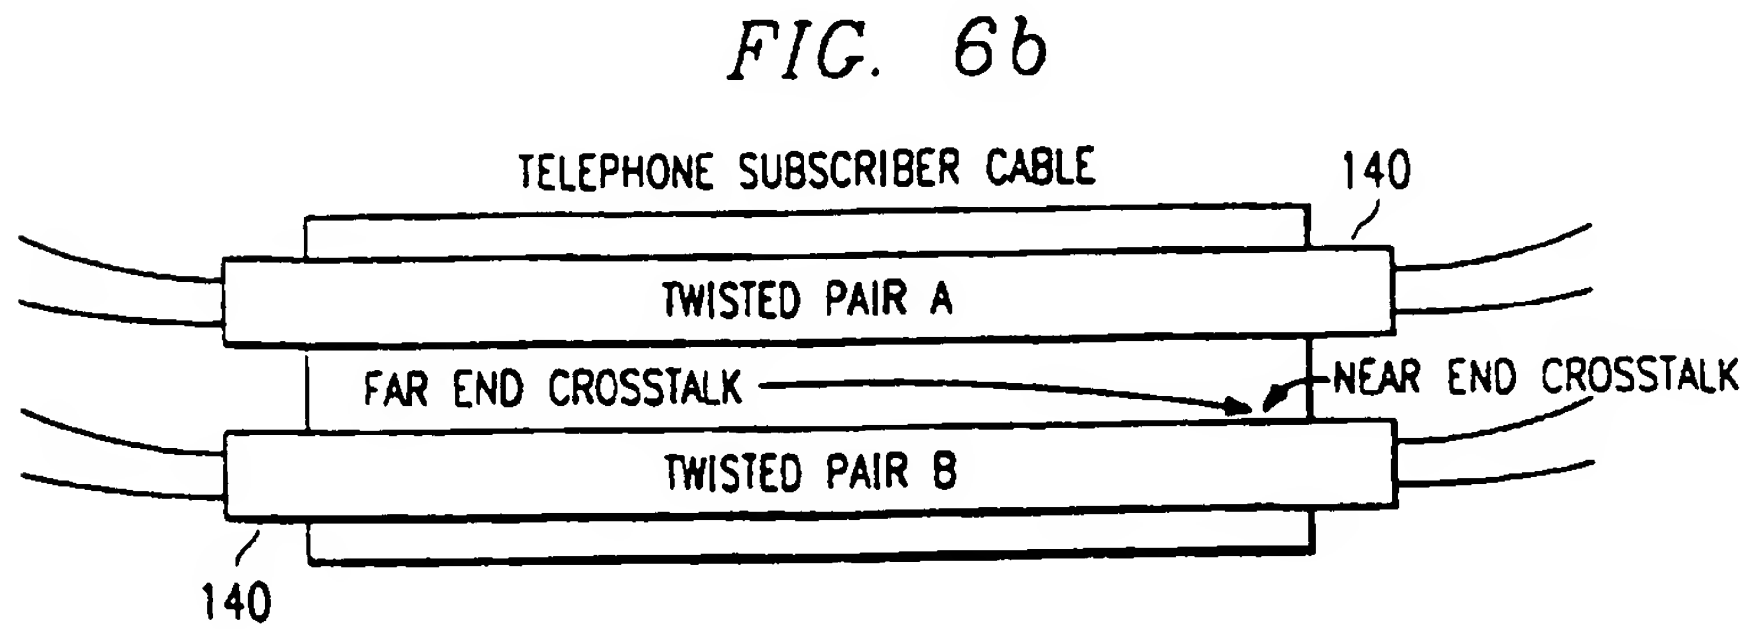 FIG. 6b
TELEPHONE SUBSCRIBER CABLE
140
TWISTED PAIR A
FAR END CROSSTALK
NEAR END CROSSTALK
TWISTED PAIR B
140